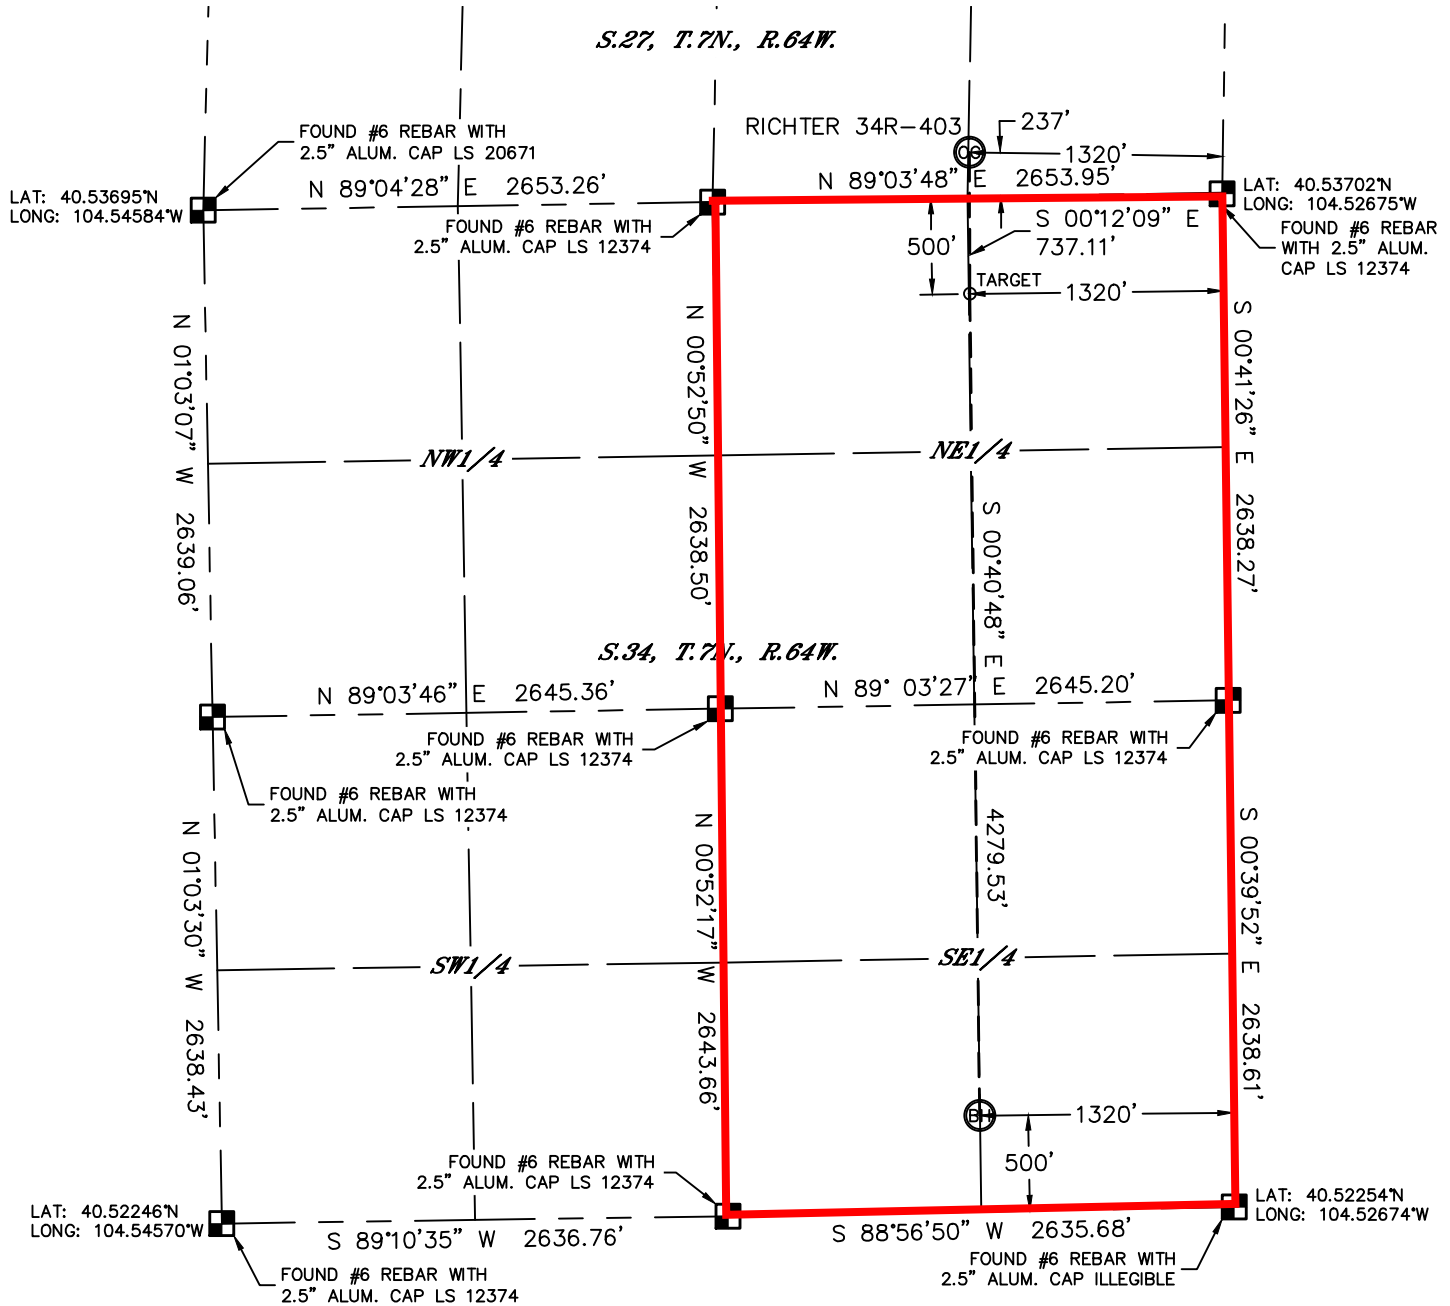 S.27, T.7N., R.64W.
RICHTER 34R-403
237'
OG
1320'
FOUND #6 REBAR WITH
2.5" ALUM. CAP LS 20671
LAT: 40.53695°N
LONG: 104.54584°W
N 89°04'28" E 2653.26'
N 89°03'48" E 2653.95'
LAT: 40.53702°N
LONG: 104.52675°W
FOUND #6 REBAR WITH
2.5" ALUM. CAP LS 12374
S 00°12'09" E
737.11'
500'
FOUND #6 REBAR
WITH 2.5" ALUM.
CAP LS 12374
TARGET
1320'
N 01°03'07" W 2639.06'
N 00°52'50" W 2638.50'
S 00°41'26" E 2638.27'
NW1/4
NE1/4
S 00°40'48" E
4279.53'
S.34, T.7N., R.64W.
N 89°03'46" E 2645.36'
N 89° 03'27" E 2645.20'
FOUND #6 REBAR WITH
2.5" ALUM. CAP LS 12374
FOUND #6 REBAR WITH
2.5" ALUM. CAP LS 12374
FOUND #6 REBAR WITH
2.5" ALUM. CAP LS 12374
N 01°03'30" W 2638.43'
N 00°52'17" W 2643.66'
S 00°39'52" E 2638.61'
SW1/4
SE1/4
BH
1320'
500'
FOUND #6 REBAR WITH
2.5" ALUM. CAP LS 12374
LAT: 40.52246°N
LONG: 104.54570°W
LAT: 40.52254°N
LONG: 104.52674°W
S 89°10'35" W 2636.76'
S 88°56'50" W 2635.68'
FOUND #6 REBAR WITH
2.5" ALUM. CAP ILLEGIBLE
FOUND #6 REBAR WITH
2.5" ALUM. CAP LS 12374